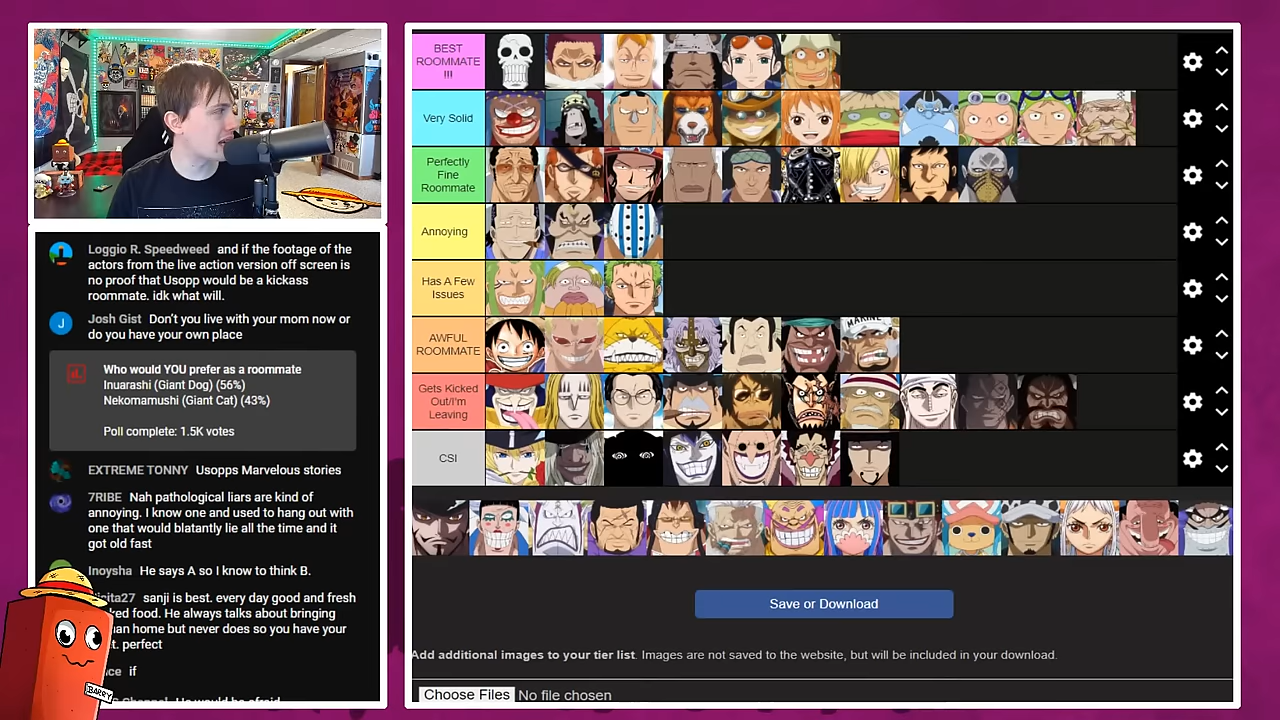 Loggio R. Speedweed and if the footage of the
actors from the live action version off screen is
no proof that Usopp would be a kickass
roommate. idk what will.
J
Josh Gist Don't you live with your mom now or
do you have your own place
Who would YOU prefer as a roommate
Inuarashi (Giant Dog) (56%)
Nekomamushi (Giant Cat) (43%)
Poll complete: 1.5K votes
EXTREME TONNY Usopps Marvelous stories
7RIBE Nah pathological liars are kind of
annoying. I know one and used to hang out with
one that would blatantly lie all the time and it
got old fast
Inoysha He says A so I know to think B.
sanji is best. every day good and fresh
food. He always talks about bringing
home but never does so you have your
perfect
if
BARRY
BEST
ROOMMATE
!!!
Very Solid
Perfectly
Fine
Roommate
Annoying
Has A Few
Issues
AWFUL
ROOMMATE
MARINE
Gets Kicked
Out/I'm
Leaving
CSI
Save or Download
Add additional images to your tier list. Images are not saved to the website, but will be included in your download.
Choose Files No file chosen